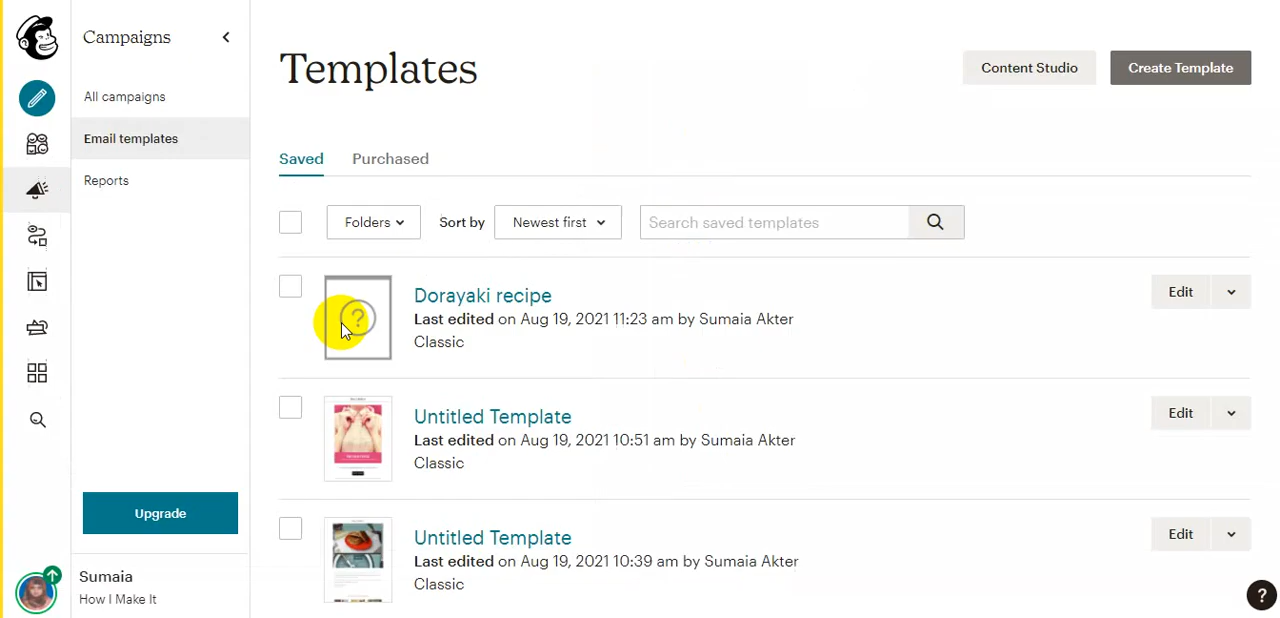 Campaigns
All campaigns
Email templates
Reports
Upgrade
Sumaia
How I Make It
Templates
Content Studio
Create Template
Saved
Purchased
Folders
Sort by
Newest first
Search saved templates
?
Dorayaki recipe
Last edited on Aug 19, 2021 11:23 am by Sumaia Akter
Classic
Edit
Untitled Template
Last edited on Aug 19, 2021 10:51 am by Sumaia Akter
Classic
Edit
Untitled Template
Last edited on Aug 19, 2021 10:39 am by Sumaia Akter
Classic
Edit
?